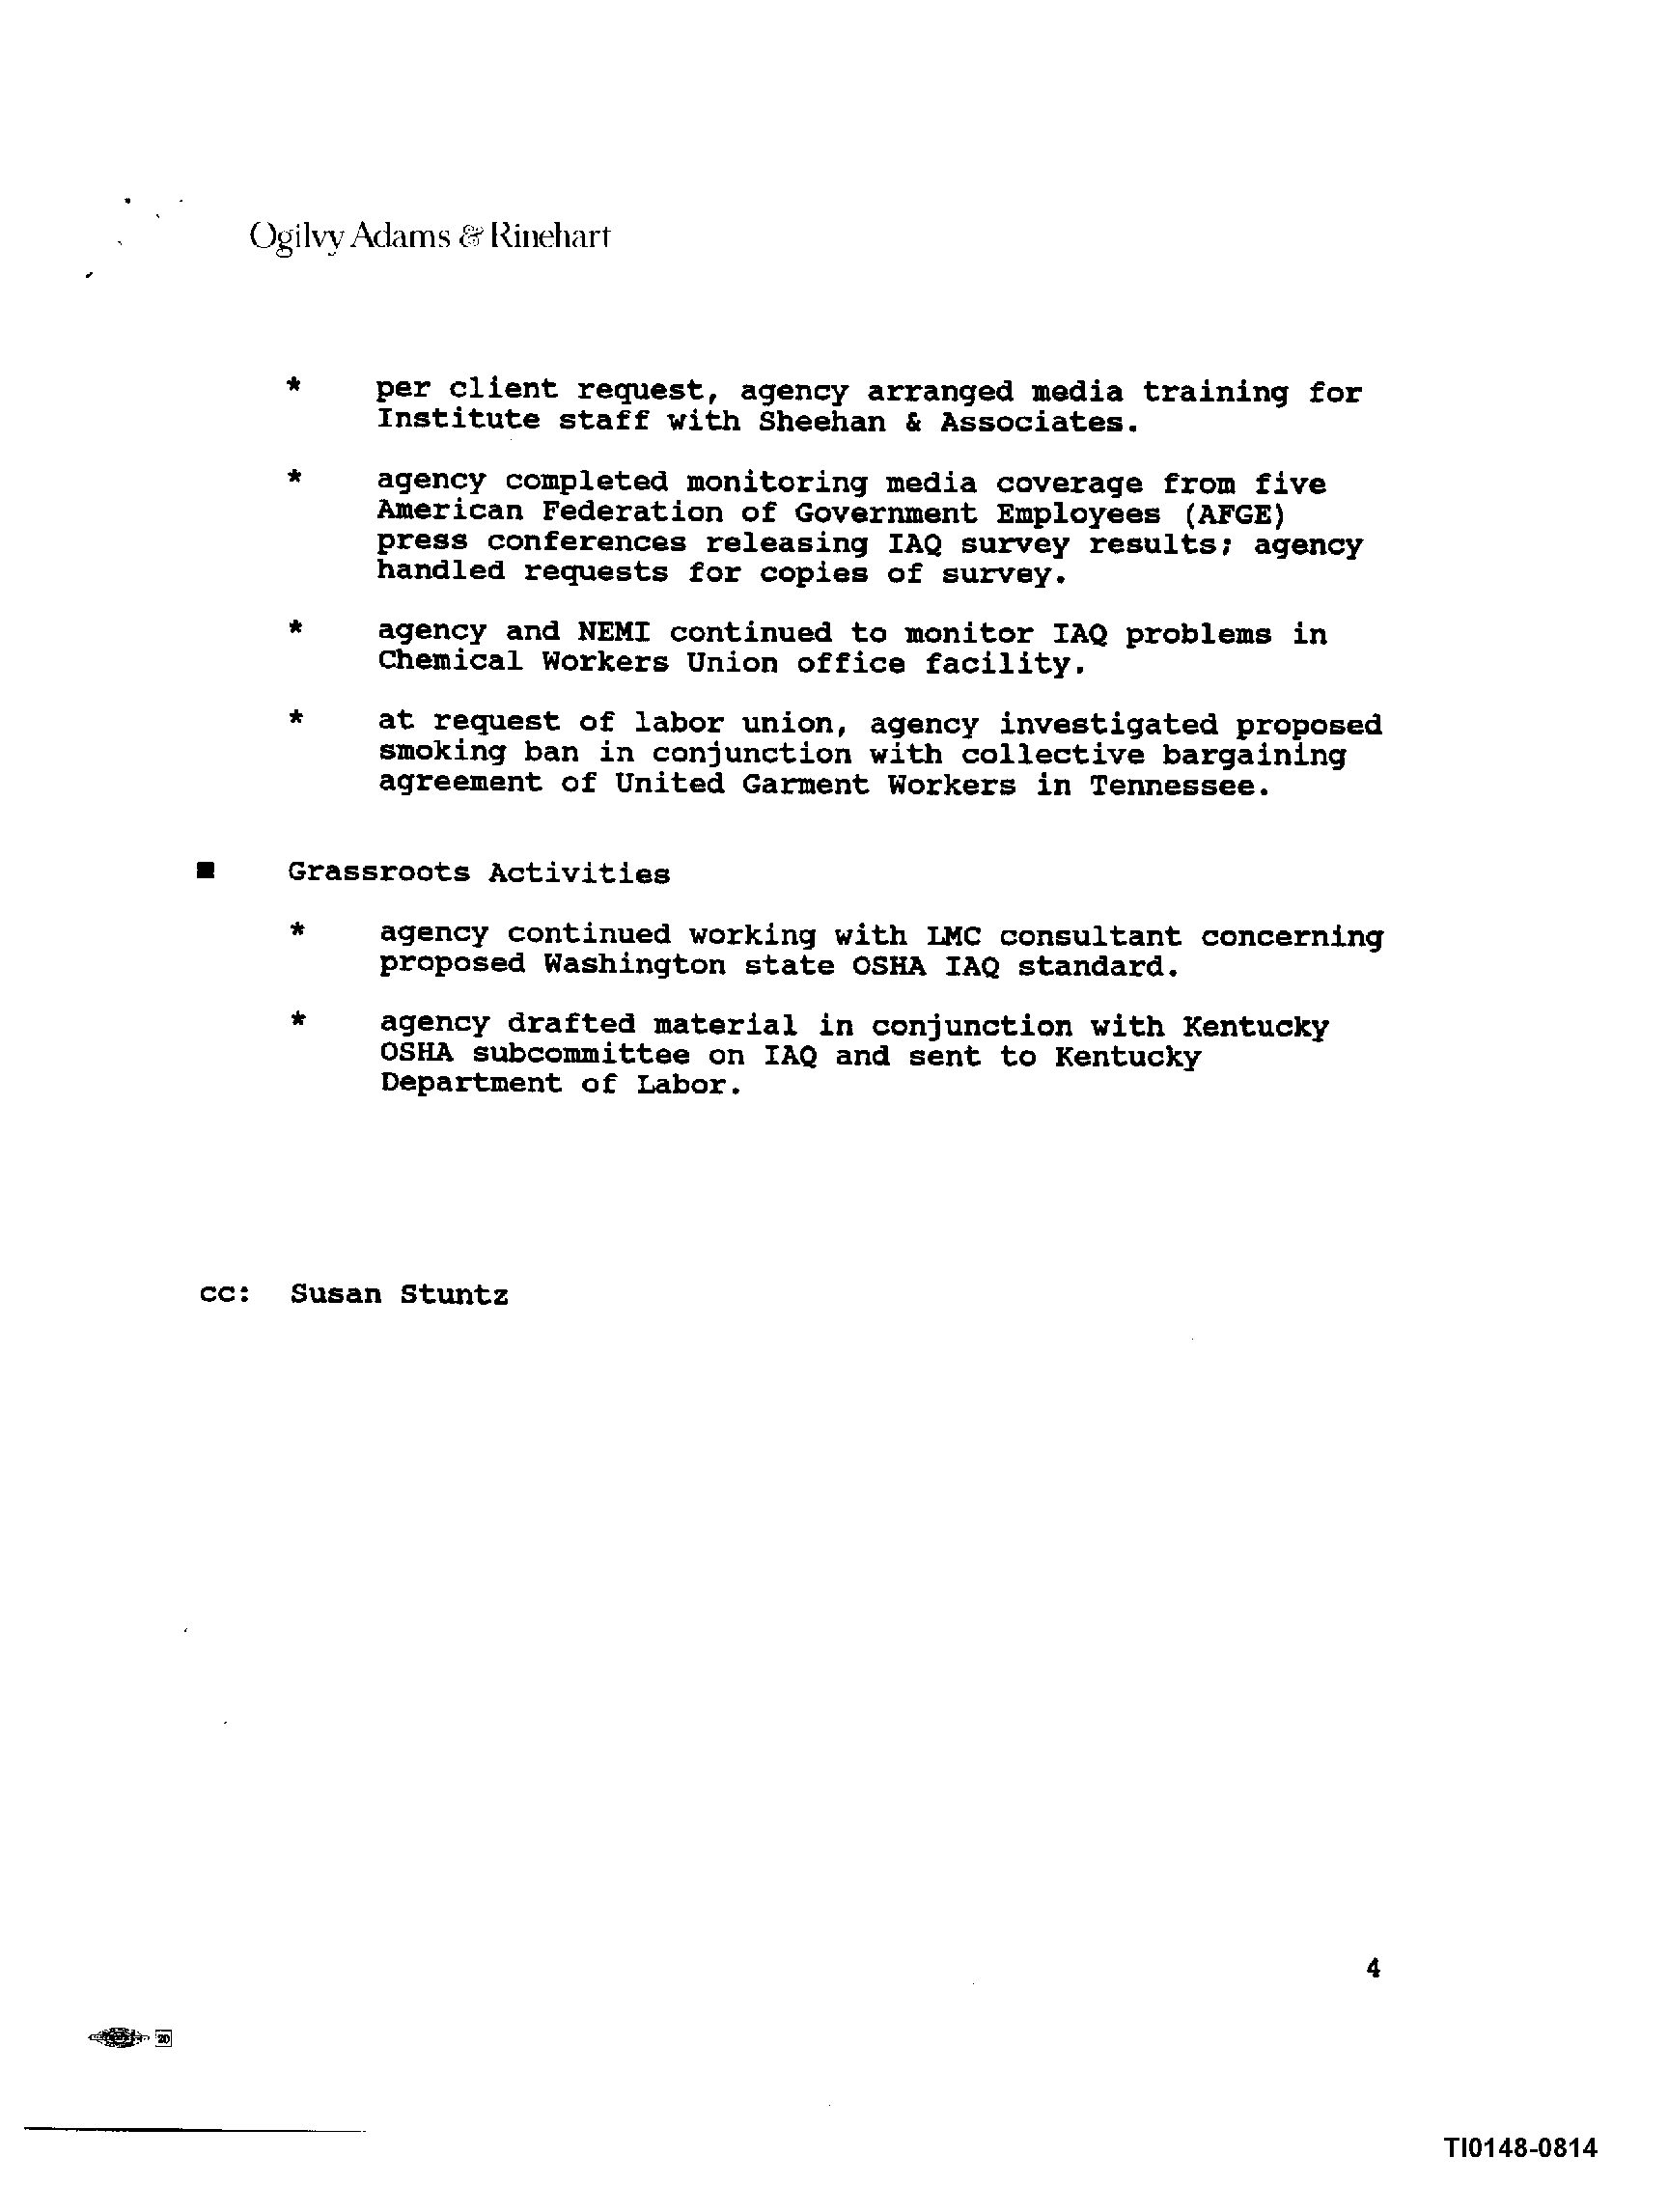 Ogilvy Adams & Rinehart
* per client request, agency arranged media training for
Institute staff with Sheehan & Associates.
* agency completed monitoring media coverage from five
American Federation of Government Employees (AFGE)
press conferences releasing IAQ survey results; agency
handled requests for copies of survey.
* agency and NEMI continued to monitor IAQ problems in
Chemical Workers Union office facility.
* at request of labor union, agency investigated proposed
smoking ban in conjunction with collective bargaining
agreement of United Garment Workers in Tennessee.
■ Grassroots Activities
* agency continued working with LMC consultant concerning
proposed Washington state OSHA IAQ standard.
* agency drafted material in conjunction with Kentucky
OSHA subcommittee on IAQ and sent to Kentucky
Department of Labor.
cc: Susan Stuntz
4
20
TI0148-0814